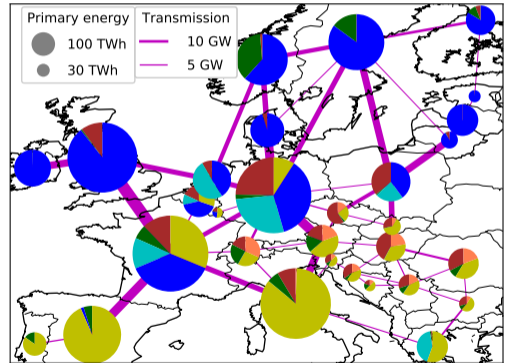 Primary energy
100 TWh
30 TWh
Transmission
10 GW
5 GW